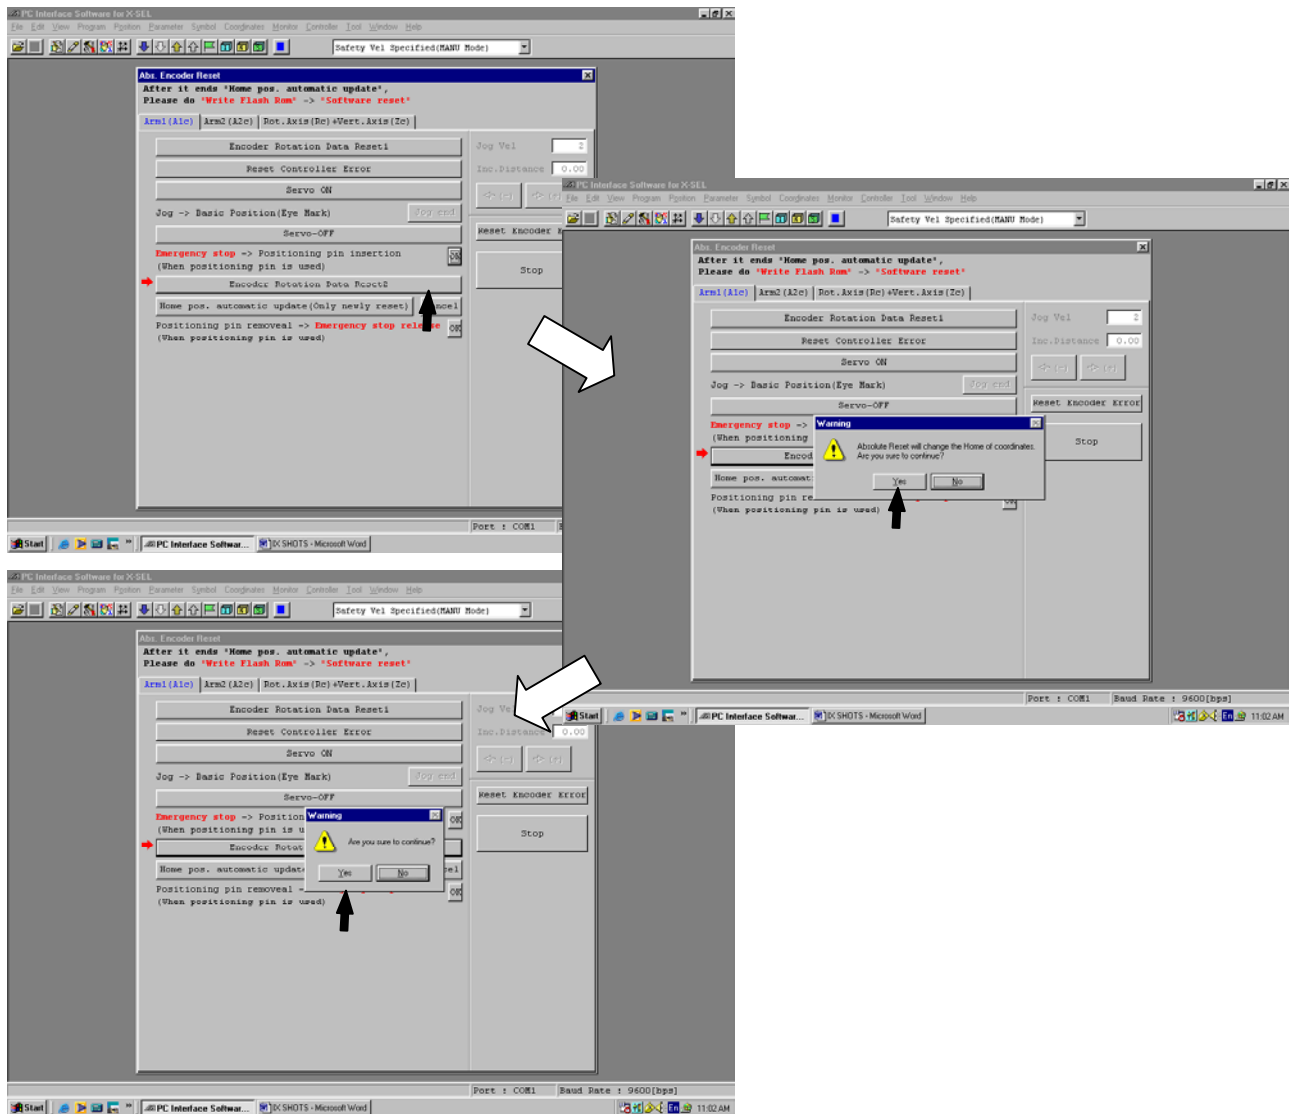 PC Interface Software for X-SEL
File Edit View Program Position Parameter Symbol Coordinates Monitor Controller Tool Window Help
Safety Vel Specified(MANU Mode)
Abs. Encoder Reset
After it ends "Home pos. automatic update",
Please do "Write Flash Rom" -> "Software reset"
Arm1(A1c) Arm2(A2c) Rot.Axis(Rc)+Vert.Axis(Zc)
Encoder Rotation Data Reset1
Jog Vel 2
Reset Controller Error
Inc.Distance 0.00
Servo ON
(-)
Jog -> Basic Position(Eye Mark) Jog end
Servo-OFF
Reset Encoder
Emergency stop -> Positioning pin insertion
(When positioning pin is used)
OK
Stop
Encoder Rotation Data Reset2
Home pos. automatic update(Only newly reset)
Positioning pin removeal -> Emergency stop release
(When positioning pin is used)
OK
Port : COM1
Start PC Interface Softwar... IX SHOTS - Microsoft Word
PC Interface Software for X-SEL
File Edit View Program Position Parameter Symbol Coordinates Monitor Controller Tool Window Help
Safety Vel Specified(MANU Mode)
Abs. Encoder Reset
After it ends "Home pos. automatic update",
Please do "Write Flash Rom" -> "Software reset"
Arm1(A1c) Arm2(A2c) Rot.Axis(Rc)+Vert.Axis(Zc)
Encoder Rotation Data Reset1
Jog Vel 2
Reset Controller Error
Inc.Distance 0.00
Servo ON
(-) (+)
Jog -> Basic Position(Eye Mark) Jog end
Servo-OFF
Reset Encoder Error
Emergency stop ->
(When positioning
Stop
Warning
Absolute Reset will change the Home of coordinates.
Are you sure to continue?
Yes No
Encod
Home pos. automat
Positioning pin re
(When positioning pin is used)
Port : COM1 Baud Rate : 9600[bps]
Start PC Interface Softwar... IX SHOTS - Microsoft Word En 11:02 AM
PC Interface Software for X-SEL
File Edit View Program Position Parameter Symbol Coordinates Monitor Controller Tool Window Help
Safety Vel Specified(MANU Mode)
Abs. Encoder Reset
After it ends "Home pos. automatic update",
Please do "Write Flash Rom" -> "Software reset"
Arm1(A1c) Arm2(A2c) Rot.Axis(Rc)+Vert.Axis(Zc)
Encoder Rotation Data Reset1
Jog Ve
Reset Controller Error
Inc.Distance 0.00
Servo ON
(-) (+)
Jog -> Basic Position(Eye Mark) Jog end
Servo-OFF
Reset Encoder Error
Emergency stop -> Position
(When positioning pin is u
OK
Stop
Warning
Are you sure to continue?
Yes No
Encoder Rotat
Home pos. automatic updat
Positioning pin removeal -
(When positioning pin is used)
OK
Port : COM1 Baud Rate : 9600[bps]
Start PC Interface Softwar... IX SHOTS - Microsoft Word En 11:02 AM